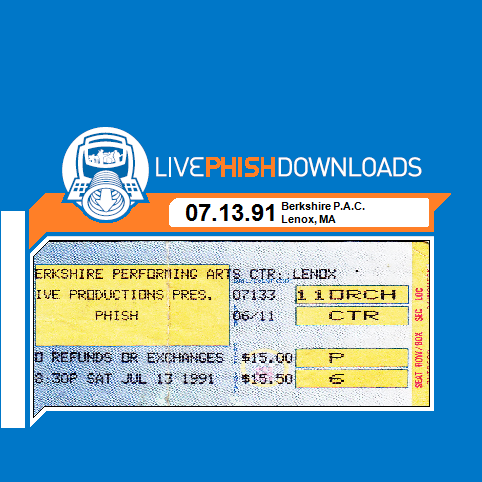 LIVEPHISHDOWNLOADS
07.13.91
Berkshire P.A.C.
Lenox, MA
ERKSHIRE PERFORMING ARTS CTR: LENOX
IVE PRODUCTIONS PRES. 07133 110RCH
PHISH 06/11 CTR
O REFUNDS OR EXCHANGES $15.00 P
8:30P SAT JUL 13 1991 $15.50 6
SEAT ROW/BOX SEC LOC